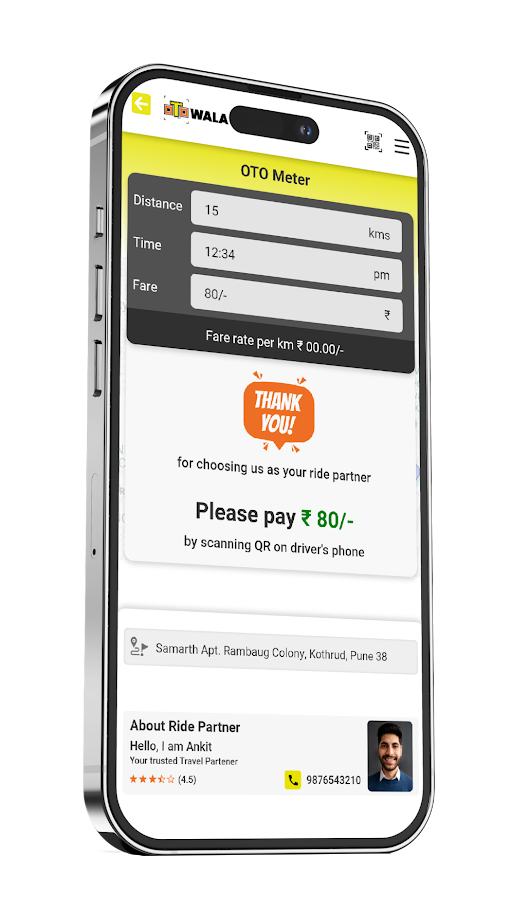 OTO WALA
OTO Meter
Distance 15 kms
Time 12:34 pm
Fare 80/- ₹
Fare rate per km ₹ 00.00/-
THANK
YOU!
for choosing us as your ride partner
Please pay ₹ 80/-
by scanning QR on driver's phone
Samarth Apt. Rambaug Colony, Kothrud, Pune 38
About Ride Partner
Hello, I am Ankit
Your trusted Travel Partener
(4.5)
9876543210